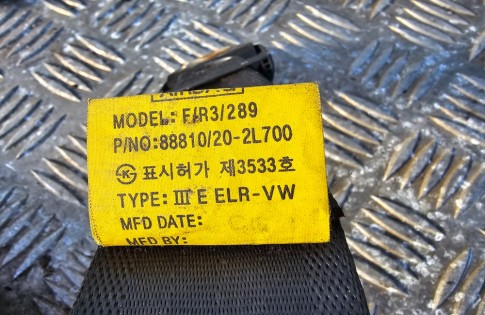 MODEL: F/R3/289
P/NO:88810/20-2L700
표시허가 제3533호
TYPE: III E ELR-VW
MFD DATE:
MFD BY: